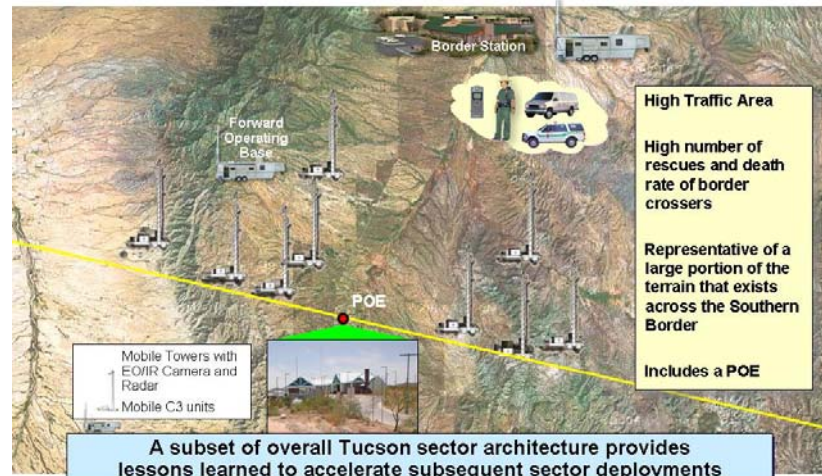 Border Station
Forward
Operating
Base
High Traffic Area
High number of
rescues and death
rate of border
crossers
Representative of a
large portion of the
terrain that exists
across the Southern
Border
Includes a POE
POE
Mobile Towers with
EO/IR Camera and
Radar
Mobile C3 units
A subset of overall Tucson sector architecture provides
lessons learned to accelerate subsequent sector deployments